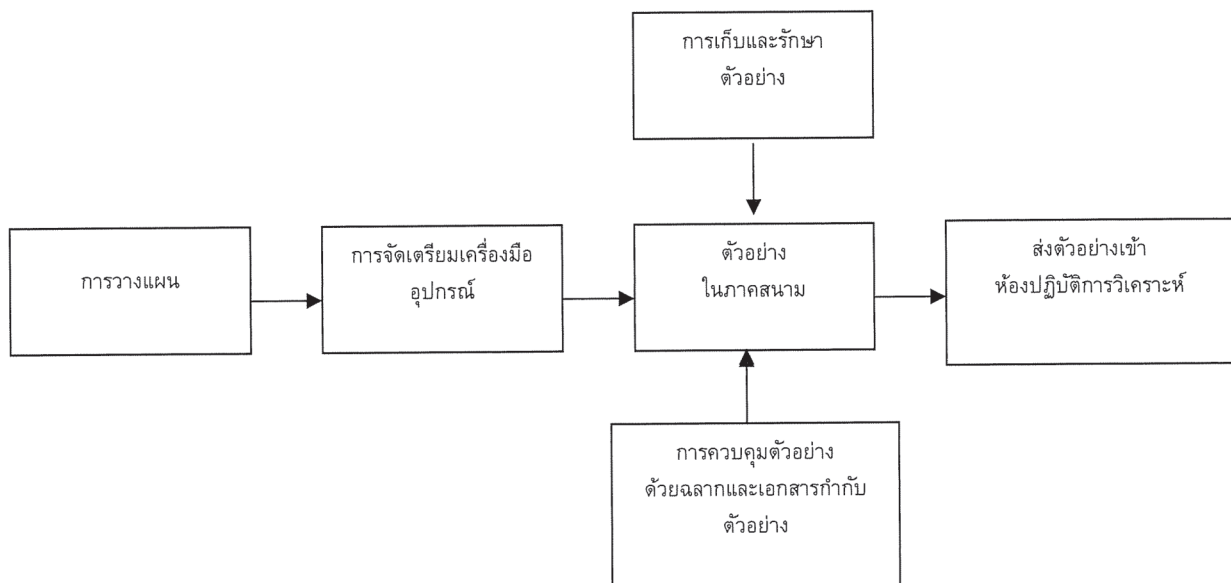 การเก็บและรักษา
ตัวอย่าง
การวางแผน
การจัดเตรียมเครื่องมือ
อุปกรณ์
ตัวอย่าง
ในภาคสนาม
ส่งตัวอย่างเข้า
ห้องปฏิบัติการวิเคราะห์
การควบคุมตัวอย่าง
ด้วยฉลากและเอกสารกำกับ
ตัวอย่าง